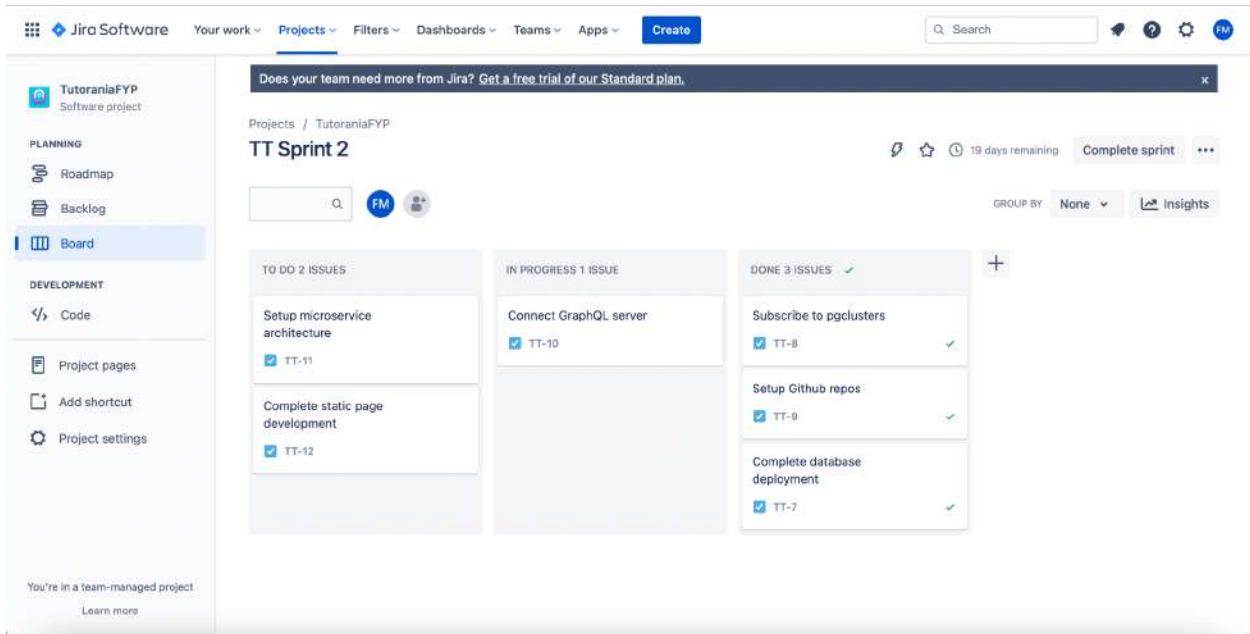 Jira Software Your work Projects Filters Dashboards Teams Apps Create Search FM
Does your team need more from Jira? Get a free trial of our Standard plan. x
TutoraniaFYP
Software project
PLANNING
Roadmap
Backlog
Board
DEVELOPMENT
Code
Project pages
Add shortcut
Project settings
You're in a team-managed project
Learn more
Projects / TutoraniaFYP
TT Sprint 2
19 days remaining Complete sprint
FM
GROUP BY None Insights
TO DO 2 ISSUES
Setup microservice
architecture
TT-11
Complete static page
development
TT-12
IN PROGRESS 1 ISSUE
Connect GraphQL server
TT-10
DONE 3 ISSUES
Subscribe to pgclusters
TT-8
Setup Github repos
TT-9
Complete database
deployment
TT-7